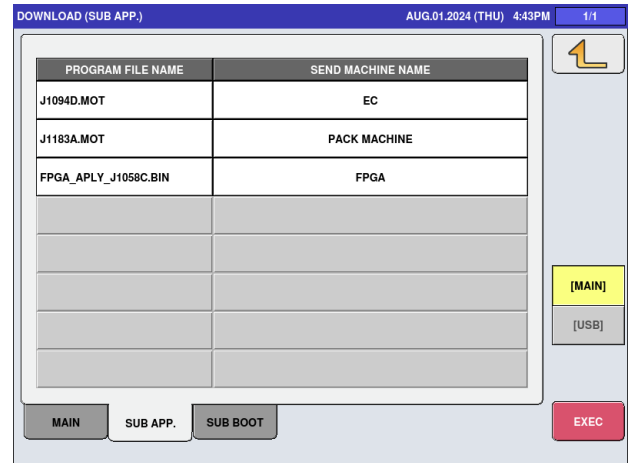 DOWNLOAD (SUB APP.) AUG.01.2024 (THU) 4:43PM 1/1
PROGRAM FILE NAME SEND MACHINE NAME
J1094D.MOT EC
J1183A.MOT PACK MACHINE
FPGA_APLY_J1058C.BIN FPGA
[MAIN]
[USB]
MAIN SUB APP. SUB BOOT EXEC